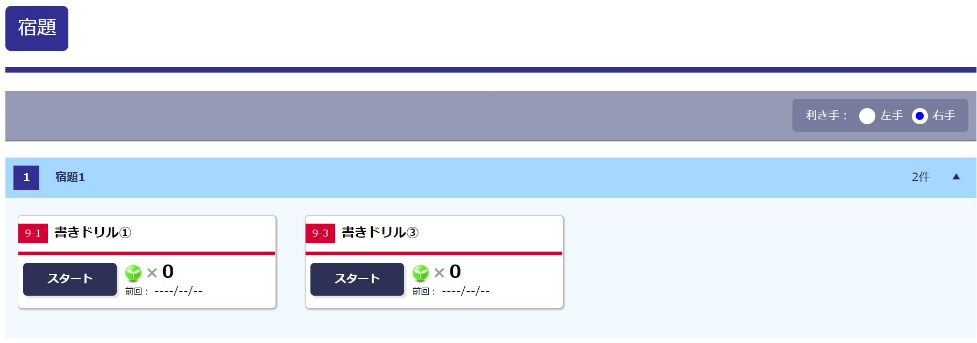 宿題
利き手： 左手 右手
1 宿題1 2件 ▲
9-1 書きドリル①
スタート × 0
前回： ----/--/--
9-3 書きドリル③
スタート × 0
前回： ----/--/--